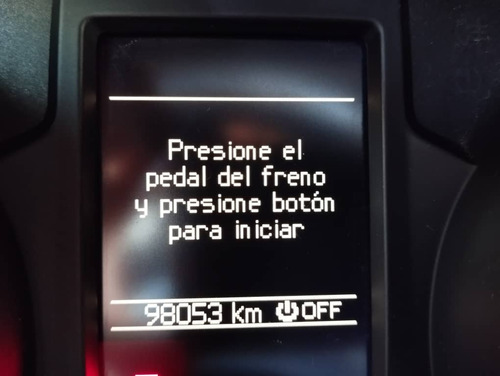 Presione el
pedal del freno
y presione botón
para iniciar
98053 km OFF